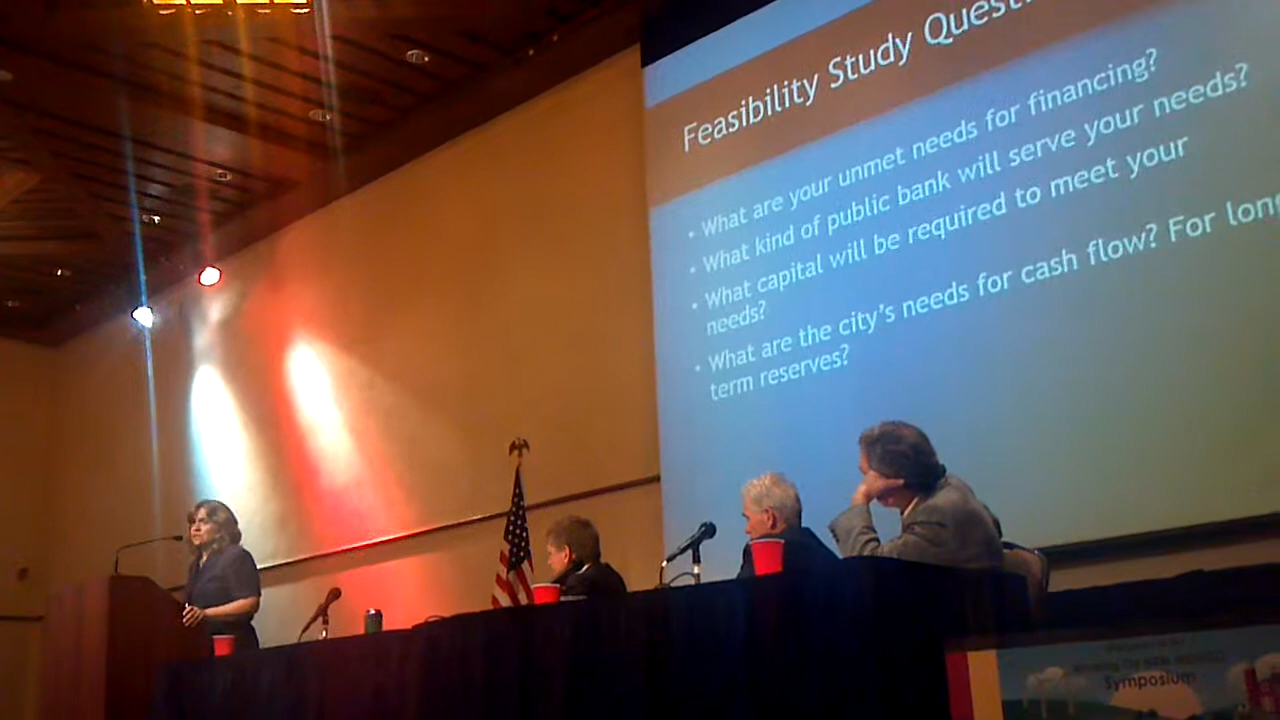 Feasibility Study Quest
• What are your unmet needs for financing?
• What kind of public bank will serve your needs?
• What capital will be required to meet your
needs?
• What are the city's needs for cash flow? For long
term reserves?
Symposium